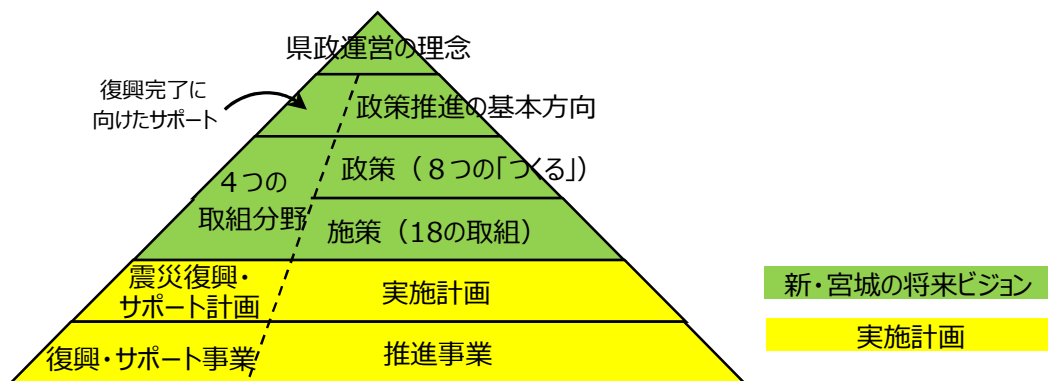 県政運営の理念
復興完了に
向けたサポート
政策推進の基本方向
政策（８つの「つくる」）
４つの
取組分野
施策（18の取組）
震災復興・
サポート計画
実施計画
復興・サポート事業
推進事業
新・宮城の将来ビジョン
実施計画